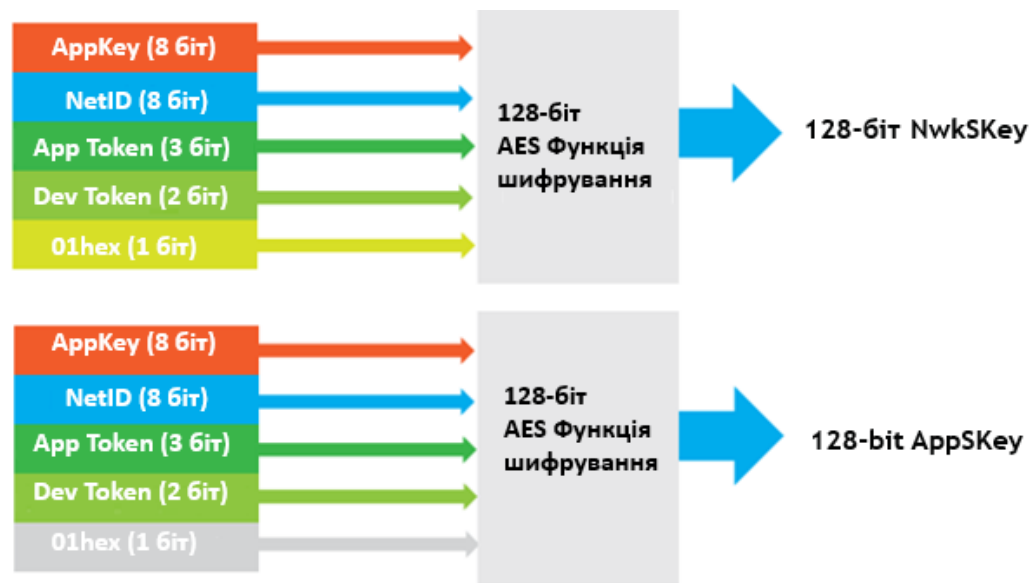 AppKey (8 біт)
NetID (8 біт)
App Token (3 біт)
Dev Token (2 біт)
01hex (1 біт)
128-біт
AES Функція
шифрування
128-біт NwkSKey
AppKey (8 біт)
NetID (8 біт)
App Token (3 біт)
Dev Token (2 біт)
01hex (1 біт)
128-біт
AES Функція
шифрування
128-bit AppSKey